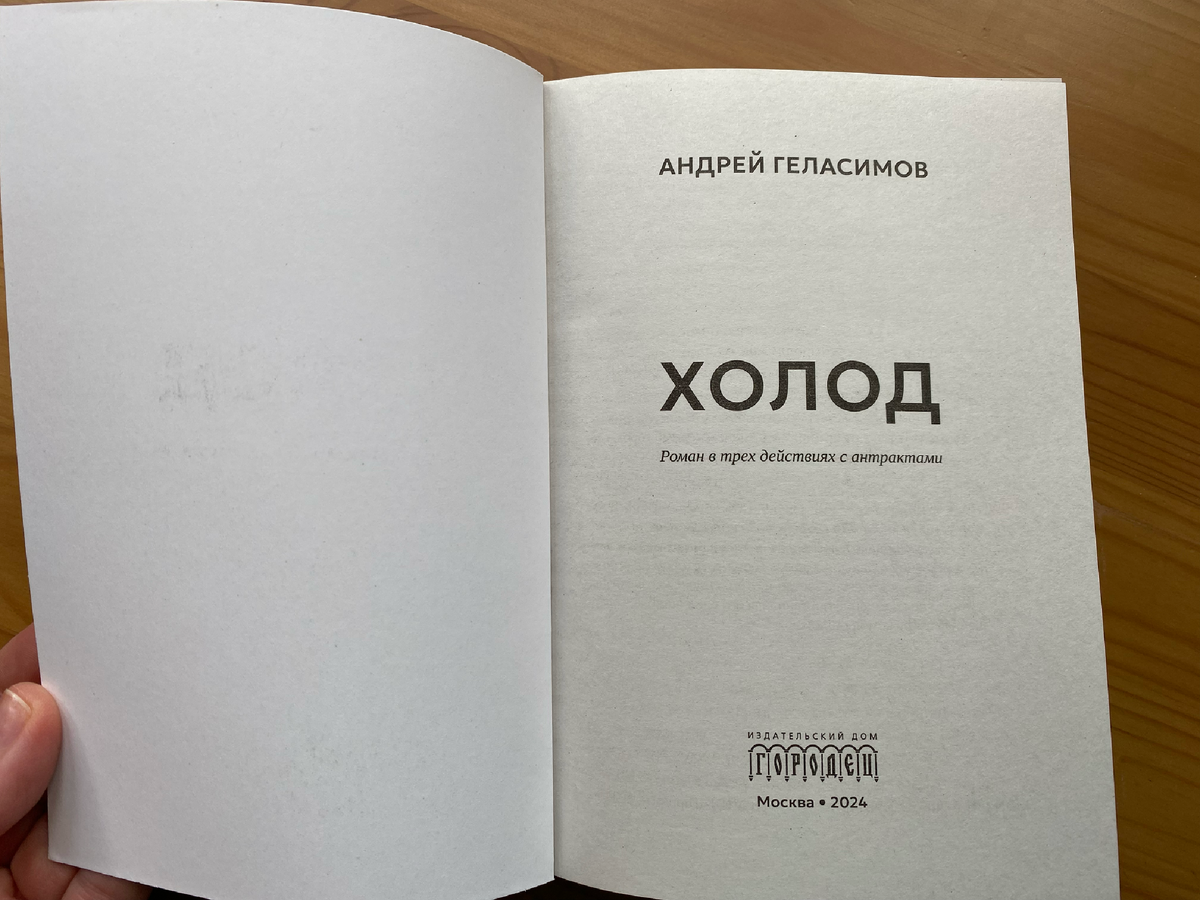 АНДРЕЙ ГЕЛАСИМОВ
ХОЛОД
Роман в трех действиях с антрактами
ИЗДАТЕЛЬСКИЙ ДОМ
ГОРОДЕЦ
Москва • 2024